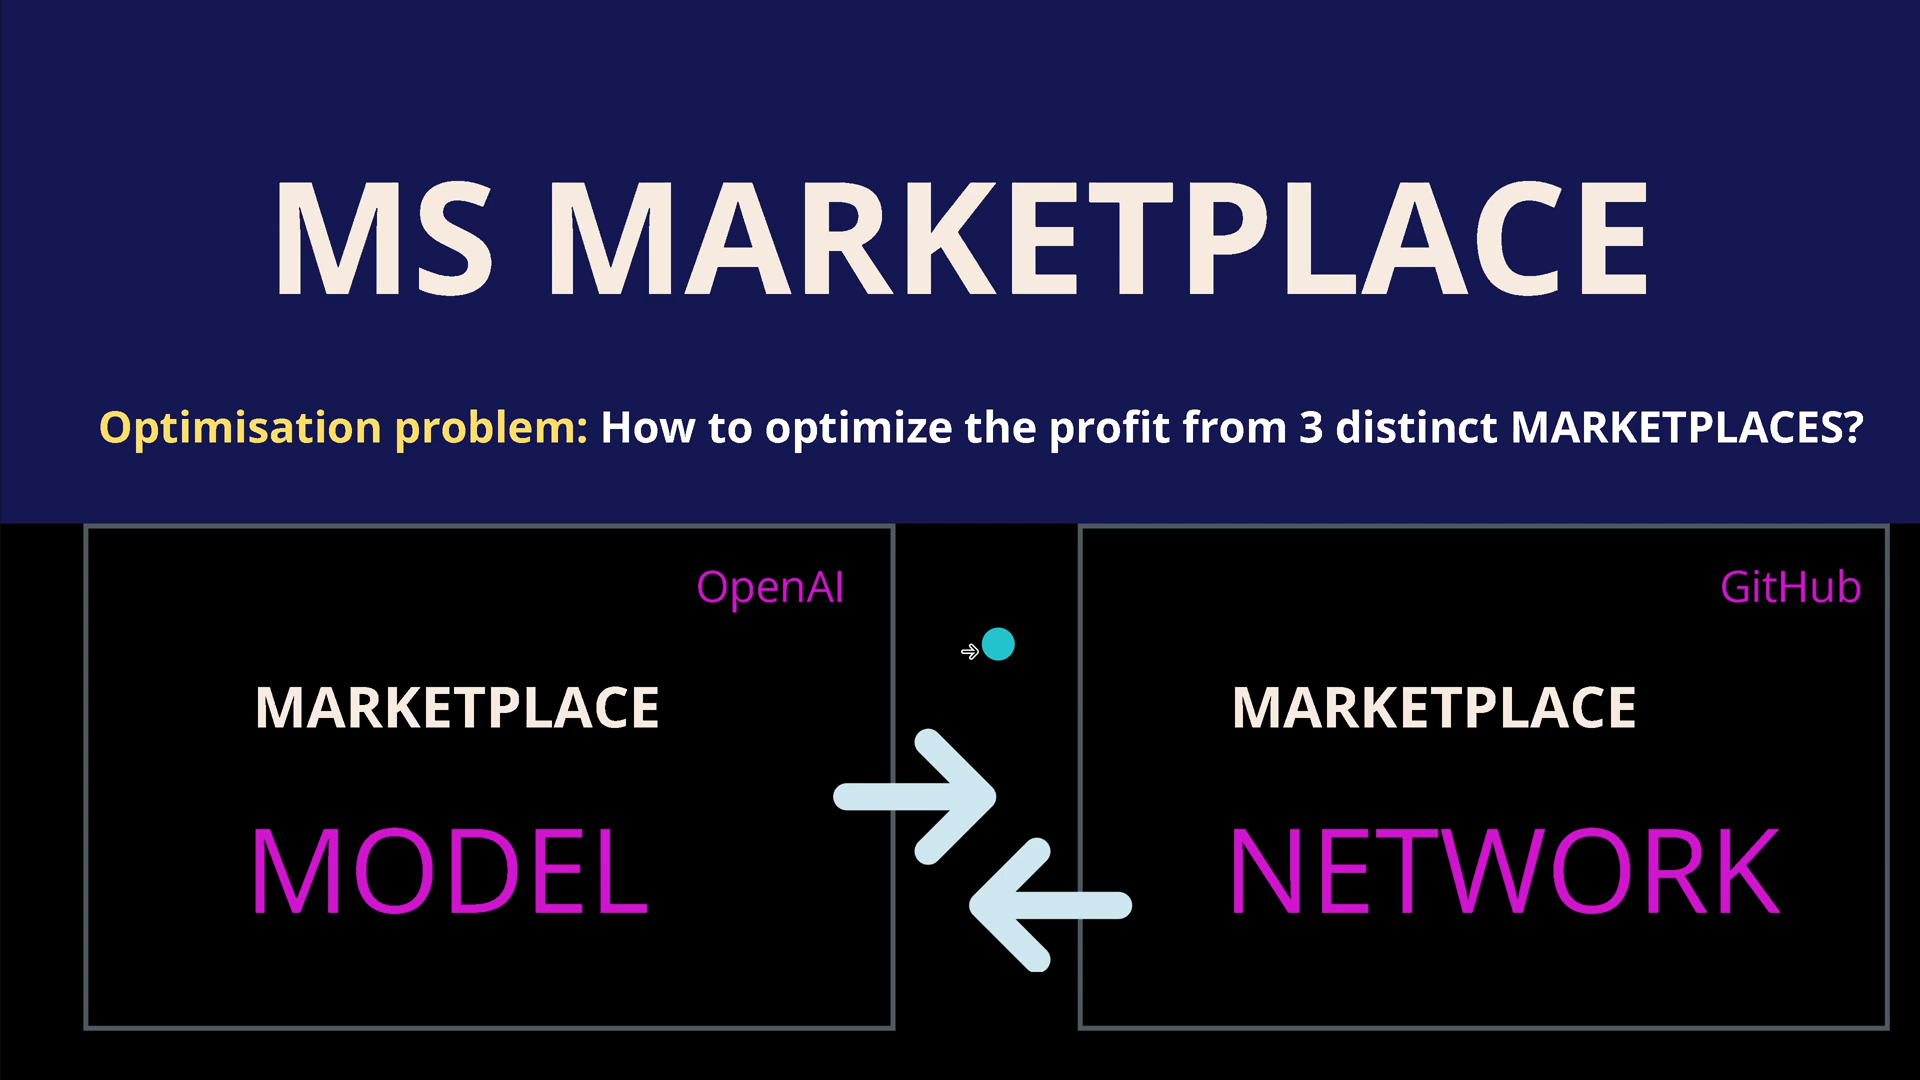 MS MARKETPLACE
Optimisation problem: How to optimize the profit from 3 distinct MARKETPLACES?
OpenAI
MARKETPLACE
MODEL
GitHub
MARKETPLACE
NETWORK